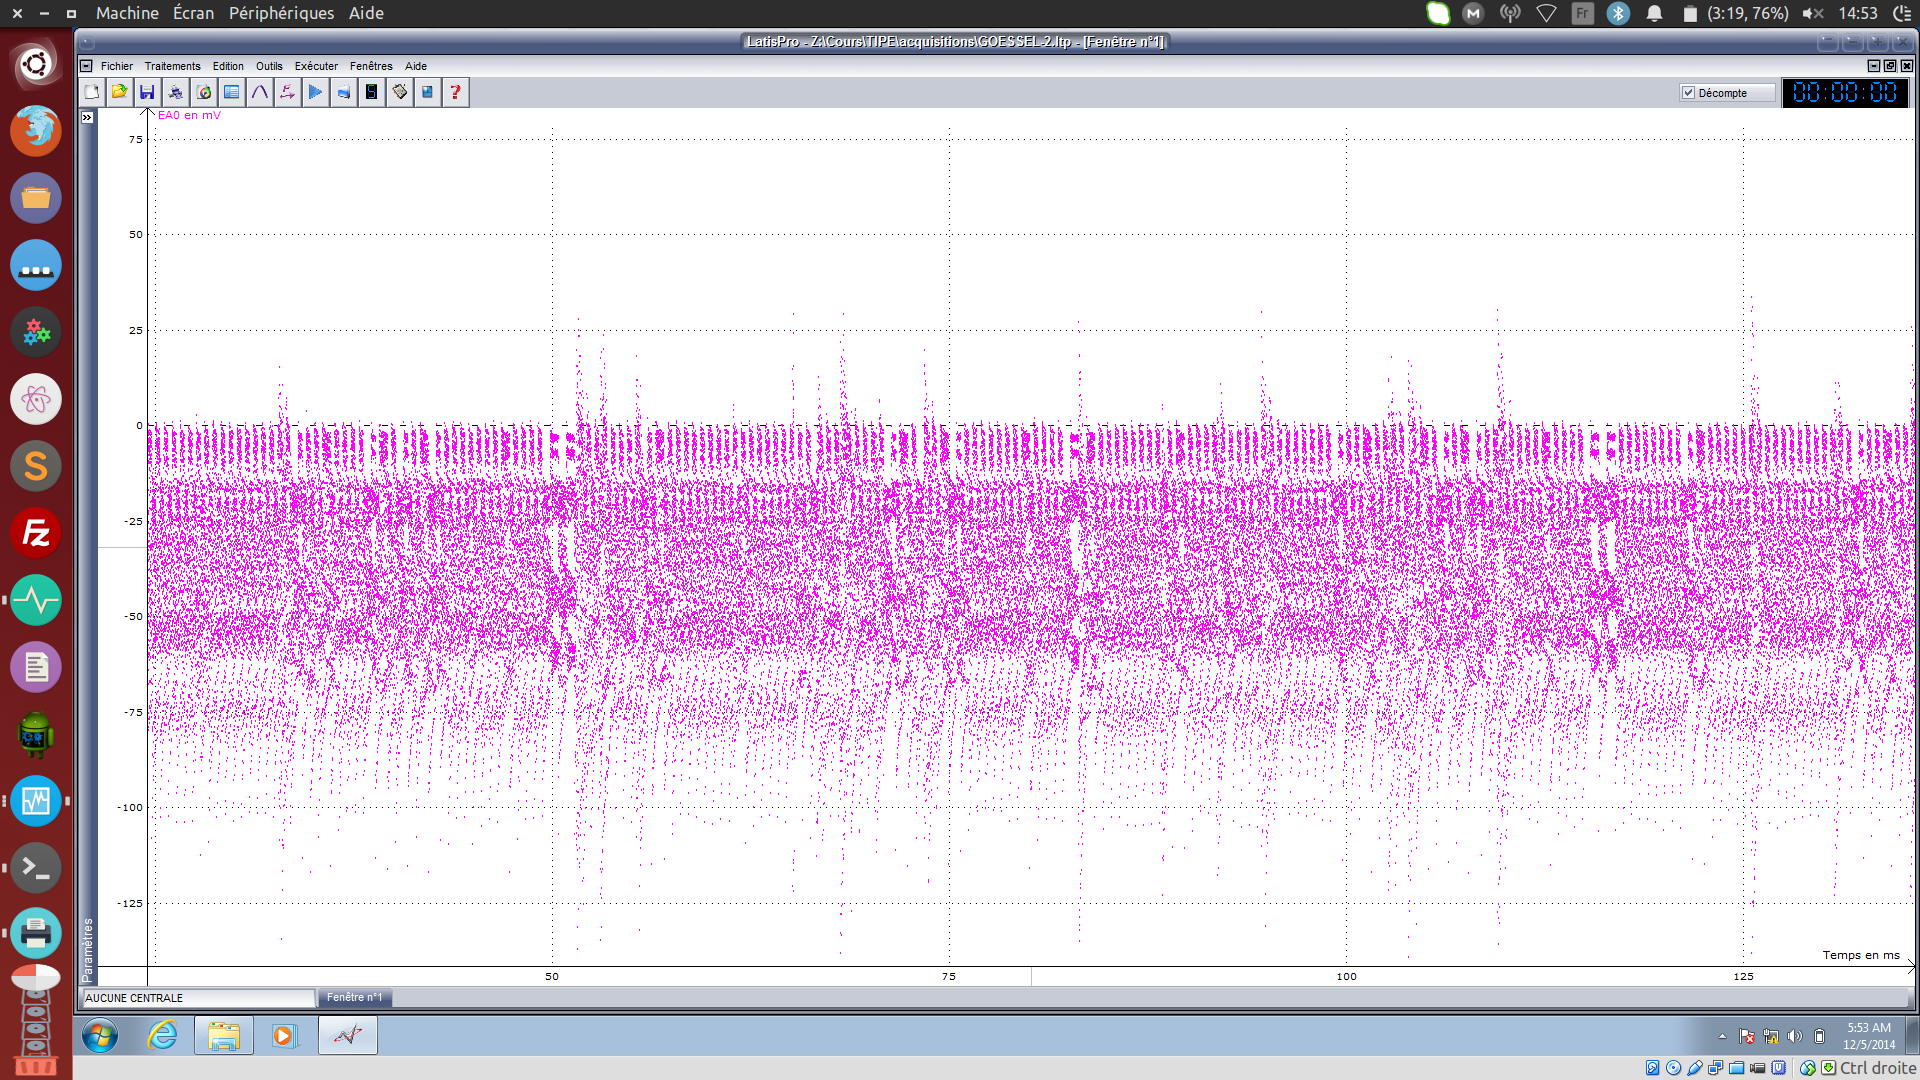 Machine Écran Périphériques Aide
M Fr (3:19, 76%) 14:53
LatisPro - Z:\Cours\TIPE\acquisitions\GOESSEL-2.ltp - [Fenêtre n°1]
Fichier Traitements Edition Outils Exécuter Fenêtres Aide
Décompte 00:00:00
EA0 en mV
75
50
25
0
-25
-50
-75
-100
-125
Temps en ms
50 75 100 125
Paramètres
AUCUNE CENTRALE Fenêtre n°1
S
FZ
5:53 AM
12/5/2014
Ctrl droite